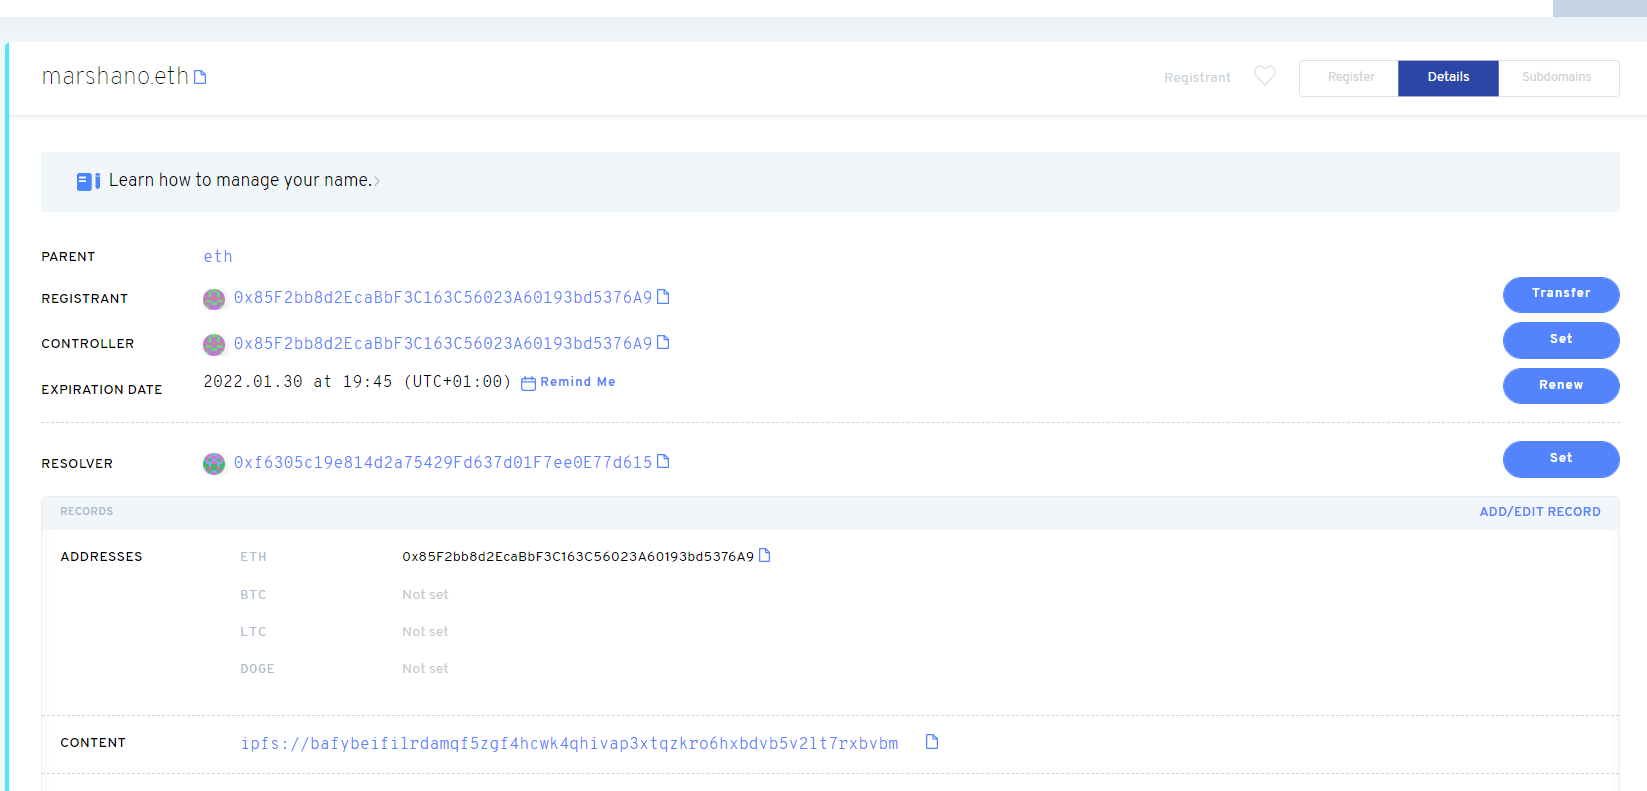 marshano.eth
Registrant
Register Details Subdomains
Learn how to manage your name.
PARENT eth
REGISTRANT 0x85F2bb8d2EcaBbF3C163C56023A60193bd5376A9 Transfer
CONTROLLER 0x85F2bb8d2EcaBbF3C163C56023A60193bd5376A9 Set
EXPIRATION DATE 2022.01.30 at 19:45 (UTC+01:00) Remind Me Renew
RESOLVER 0xf6305c19e814d2a75429Fd637d01F7ee0E77d615 Set
RECORDS ADD/EDIT RECORD
ADDRESSES ETH 0x85F2bb8d2EcaBbF3C163C56023A60193bd5376A9
BTC Not set
LTC Not set
DOGE Not set
CONTENT ipfs://bafybeifilrdamqf5zgf4hcwk4qhivap3xtqzkro6hxbdvb5v2lt7rxbvbm